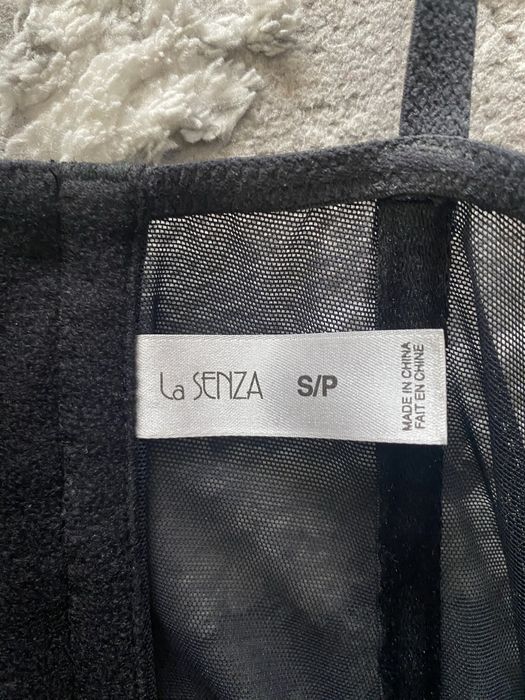 La SENZA S/P
MADE IN CHINA
FAIT EN CHINE